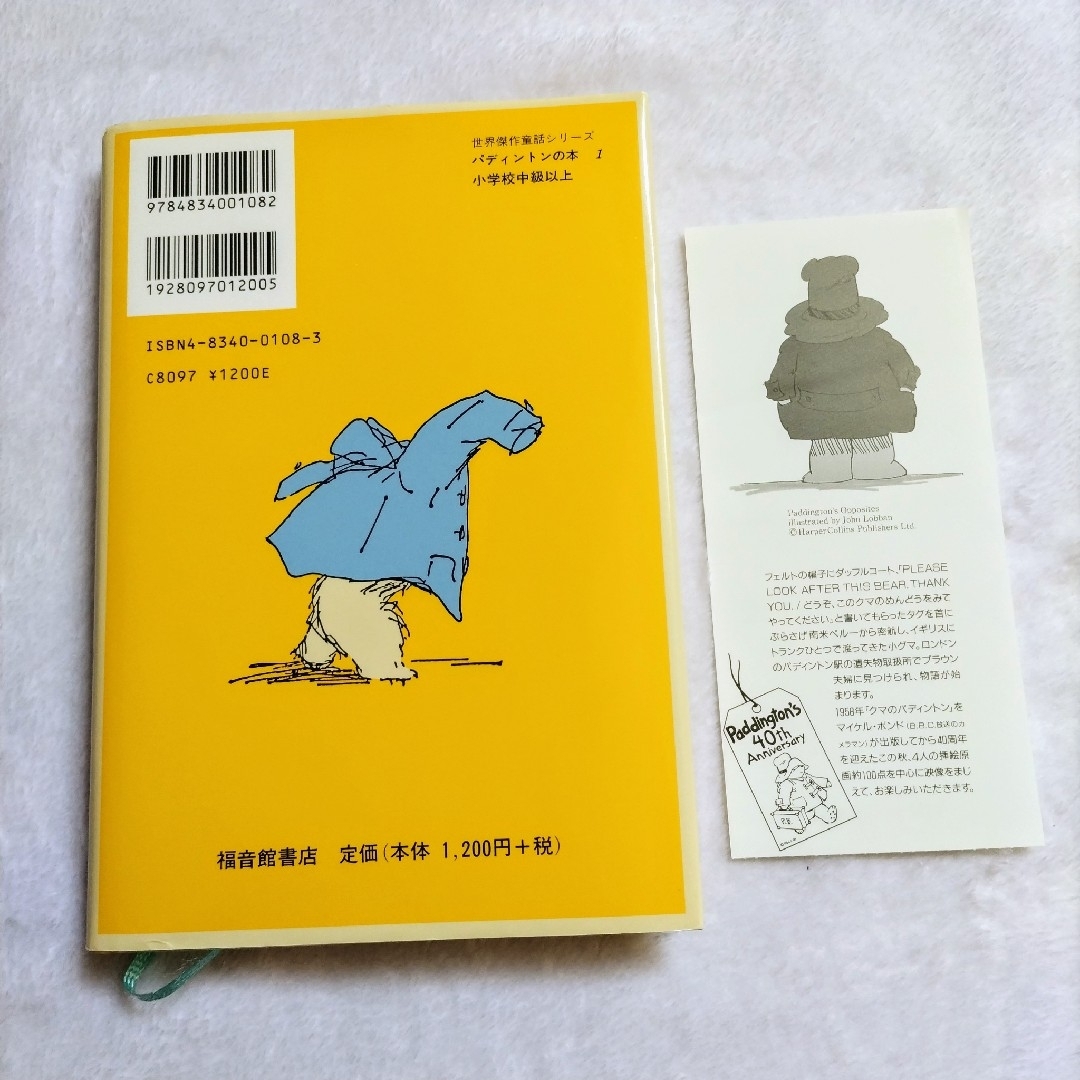 9784834001082
1928097012005
ISBN4-8340-0108-3
C8097 ¥1200E
世界傑作童話シリーズ
パディントンの本 1
小学校中級以上
福音館書店 定価(本体 1,200円+税)
Paddington's Opposites
illustrated by John Lobban
©HarperCollins Publishers Ltd.
フェルトの帽子にダッフルコート、「PLEASE
LOOK AFTER THIS BEAR.THANK
YOU./どうぞ、このクマのめんどうをみて
やってください」と書いてもらったタグを首に
ぶらさげ南米ペルーから密航し、イギリスに
トランクひとつで渡ってきた小グマ。ロンドン
のパディントン駅の遺失物取扱所でブラウン
夫婦に見つけられ、物語が始
まります。
1958年「クマのパディントン」を
マイケル・ボンド(B.B.C.放送のカ
メラマン)が出版してから40周年
を迎えたこの秋、4人の挿絵原
画約100点を中心に映像をまじ
えて、お楽しみいただきます。
Paddington's
40th
Anniversary
P.B.